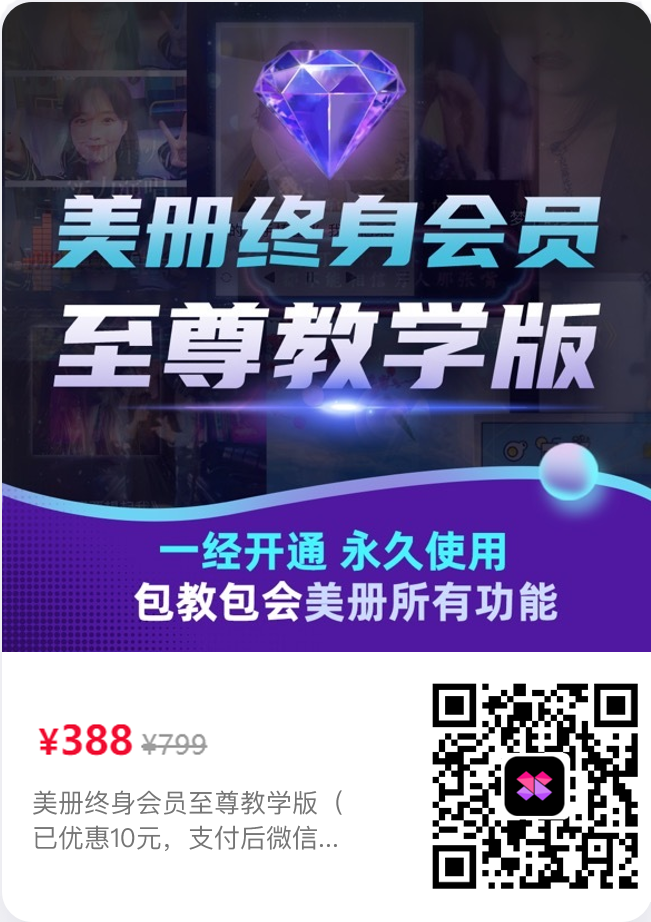 美册终身会员
至尊教学版
一经开通 永久使用
包教包会美册所有功能
¥388 ¥799
美册终身会员至尊教学版（
已优惠10元，支付后微信...